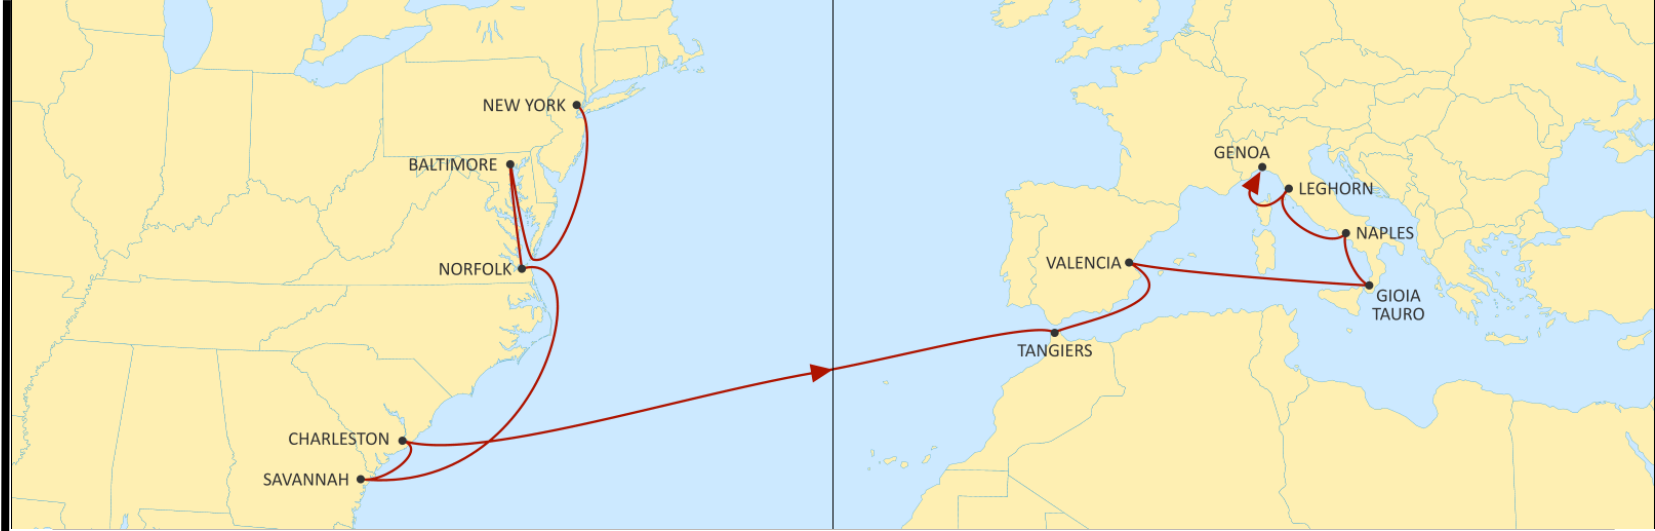 NEW YORK
BALTIMORE
NORFOLK
CHARLESTON
SAVANNAH
GENOA
LEGHORN
NAPLES
VALENCIA
GIOIA
TAURO
TANGIERS